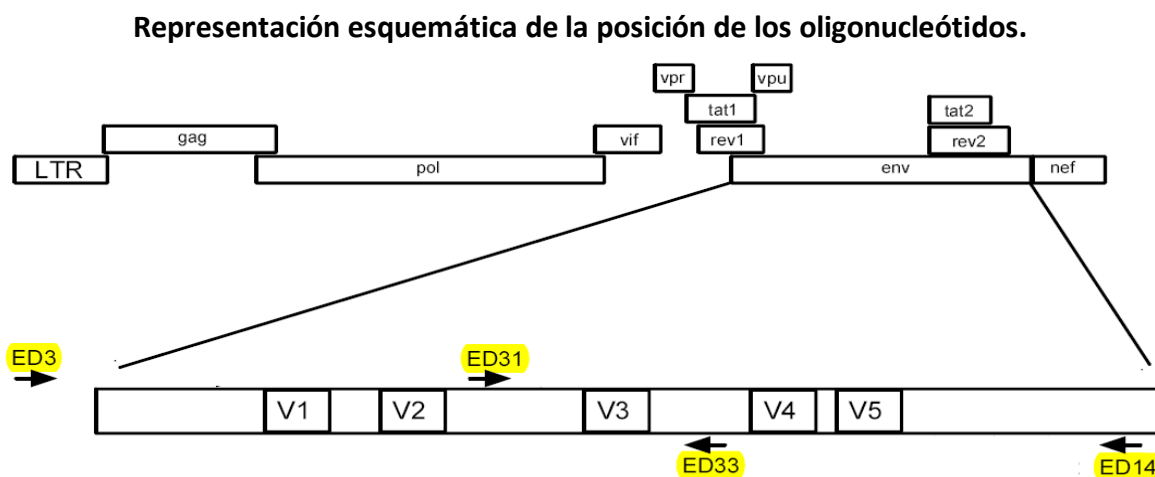 Representación esquemática de la posición de los oligonucleótidos.
vpr vpu
tat1 tat2
gag vif rev1 rev2
LTR pol env nef
ED3 ED31
V1 V2 V3 V4 V5
ED33 ED14